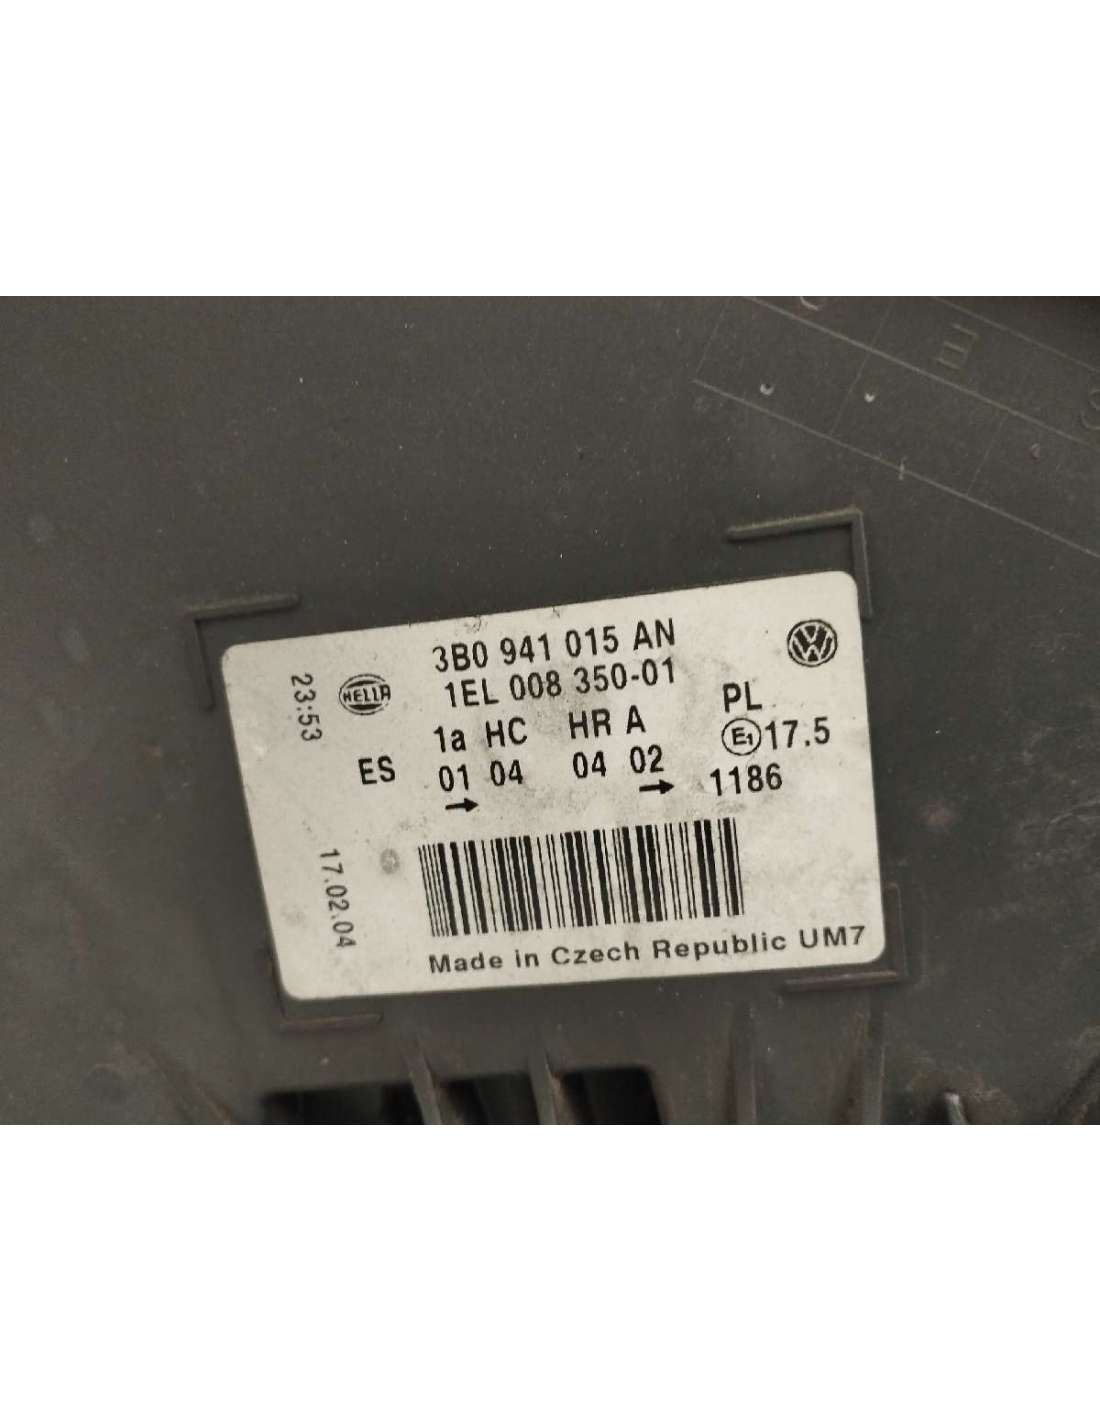 E
3B0 941 015 AN
1EL 008 350-01
HELLA
23:53
1a HC HR A PL
ES 01 04 04 02 E1 17.5
→ → 1186
17.02.04
Made in Czech Republic UM7